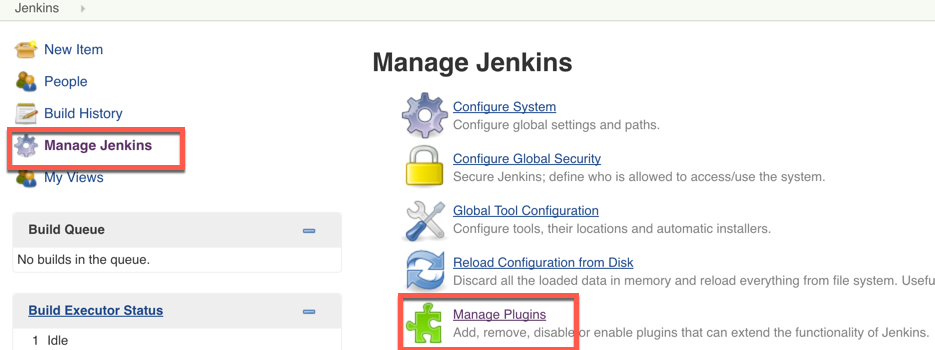 Jenkins
New Item
People
Build History
Manage Jenkins
My Views
Build Queue
No builds in the queue.
Build Executor Status
1 Idle
Manage Jenkins
Configure System
Configure global settings and paths.
Configure Global Security
Secure Jenkins; define who is allowed to access/use the system.
Global Tool Configuration
Configure tools, their locations and automatic installers.
Reload Configuration from Disk
Discard all the loaded data in memory and reload everything from file system. Usefu
Manage Plugins
Add, remove, disable or enable plugins that can extend the functionality of Jenkins.